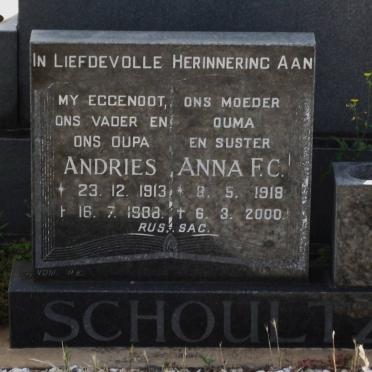 IN LIEFDEVOLLE HERINNERING AAN
MY EGGENOOT,
ONS VADER EN
ONS OUPA
ANDRIES
* 23. 12. 1913
† 16. 7. 1988.
ONS MOEDER
OUMA
EN SUSTER
ANNA F.C.
* 8. 5. 1918
† 6. 3. 2000.
RUS SAG.
SCHOULTZ